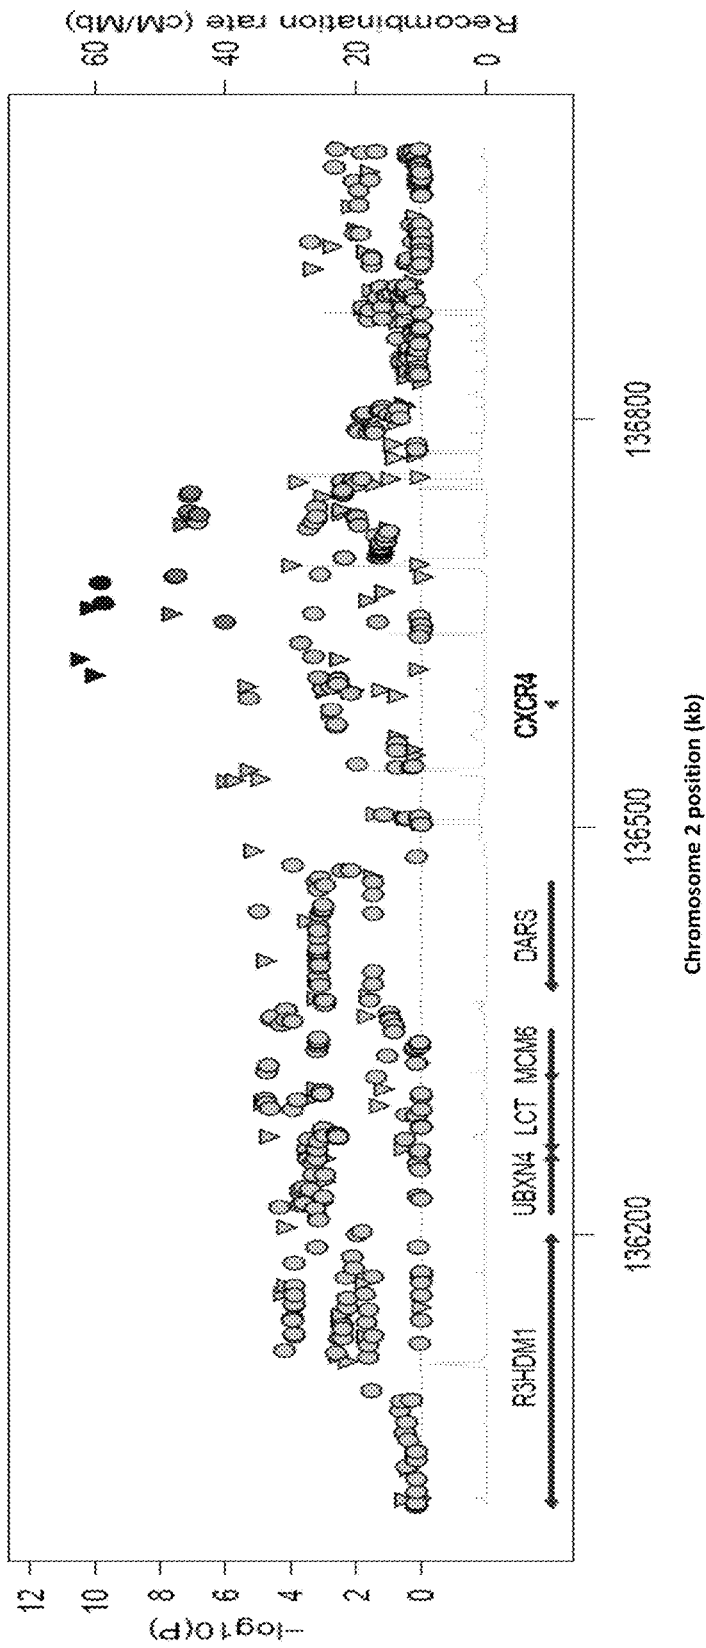 Recombination rate (cM/Mb)
60
40
20
0
12
10
8
6
4
2
0
−log10(P)
R3HDM1
UBXN4
LCT
MCM6
DARS
CXCR4
136200
136500
136800
Chromosome 2 position (kb)